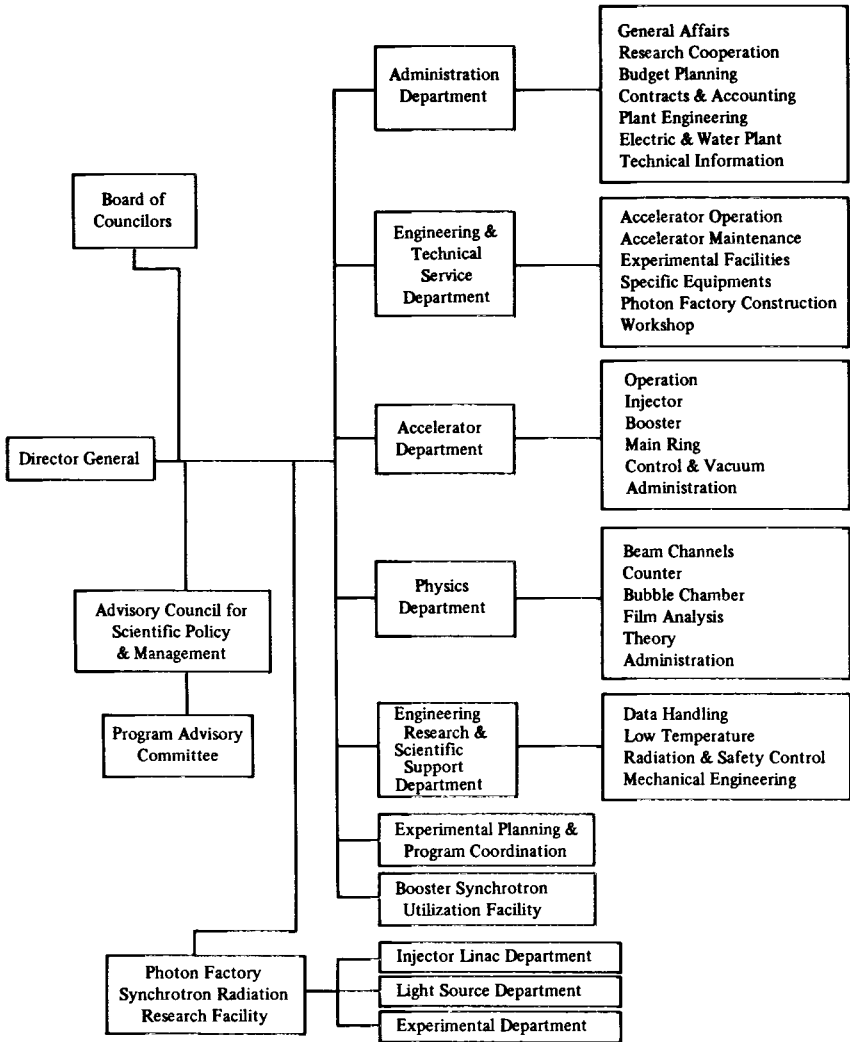 Administration
Department
General Affairs
Research Cooperation
Budget Planning
Contracts & Accounting
Plant Engineering
Electric & Water Plant
Technical Information
Board of
Councilors
Engineering &
Technical
Service
Department
Accelerator Operation
Accelerator Maintenance
Experimental Facilities
Specific Equipments
Photon Factory Construction
Workshop
Director General
Accelerator
Department
Operation
Injector
Booster
Main Ring
Control & Vacuum
Administration
Advisory Council for
Scientific Policy
& Management
Physics
Department
Beam Channels
Counter
Bubble Chamber
Film Analysis
Theory
Administration
Program Advisory
Committee
Engineering
Research &
Scientific
Support
Department
Data Handling
Low Temperature
Radiation & Safety Control
Mechanical Engineering
Experimental Planning &
Program Coordination
Booster Synchrotron
Utilization Facility
Photon Factory
Synchrotron Radiation
Research Facility
Injector Linac Department
Light Source Department
Experimental Department